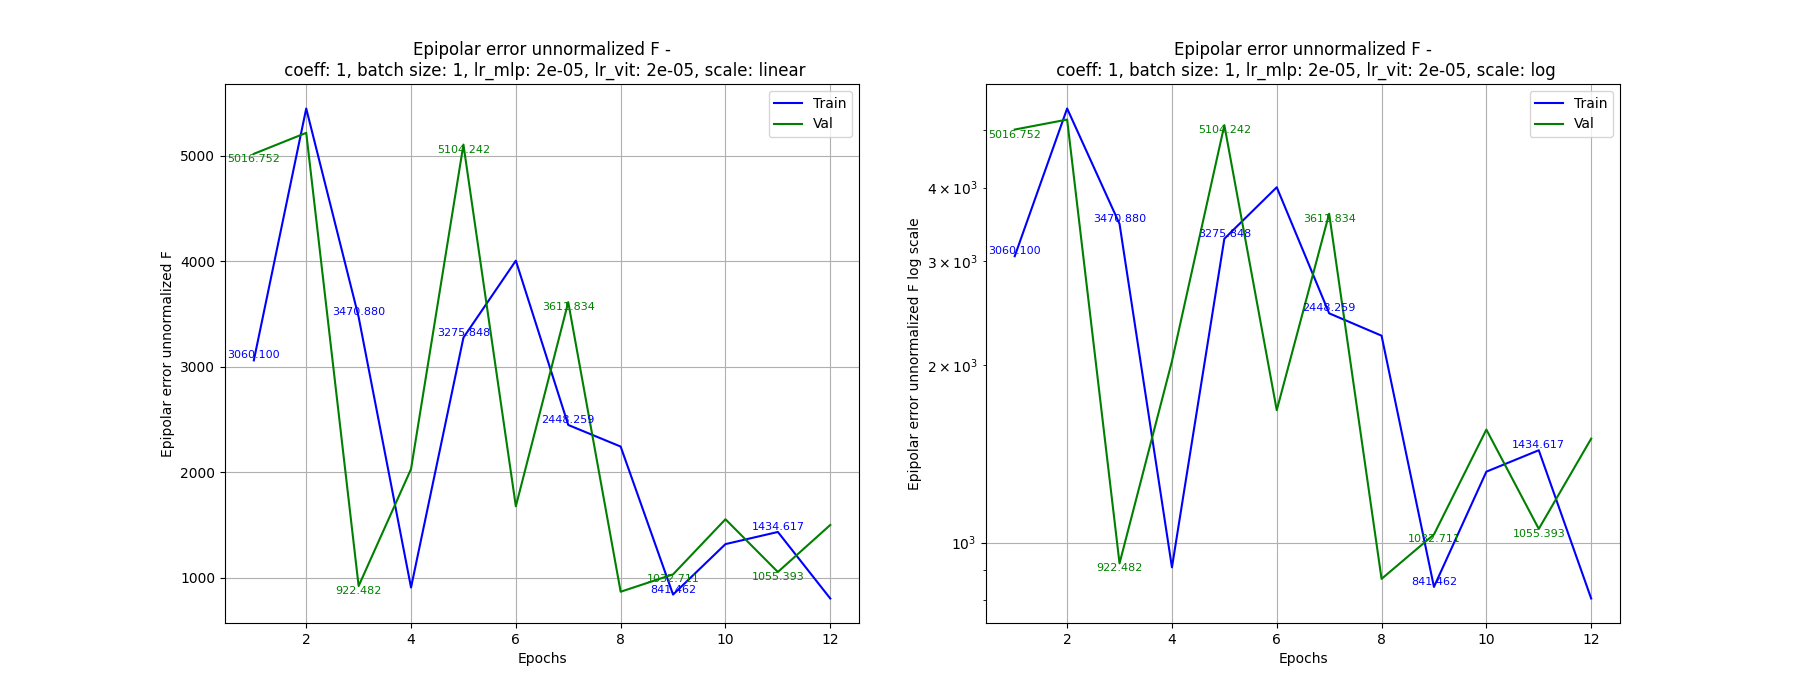 Epipolar error unnormalized F -
coeff: 1, batch size: 1, lr_mlp: 2e-05, lr_vit: 2e-05, scale: linear
Train
Val
Epipolar error unnormalized F
5000
4000
3000
2000
1000
5016.752
5104.242
3470.880
3275.848
3060.100
2448.259
1434.617
1032.711
1055.393
922.482
841.462
2
4
6
8
10
12
Epochs
Epipolar error unnormalized F -
coeff: 1, batch size: 1, lr_mlp: 2e-05, lr_vit: 2e-05, scale: log
Train
Val
Epipolar error unnormalized F log scale
4 × 10³
3 × 10³
2 × 10³
10³
5016.752
5104.242
3470.880
3275.848
3060.100
2448.259
1434.617
1032.711
1055.393
922.482
841.462
2
4
6
8
10
12
Epochs